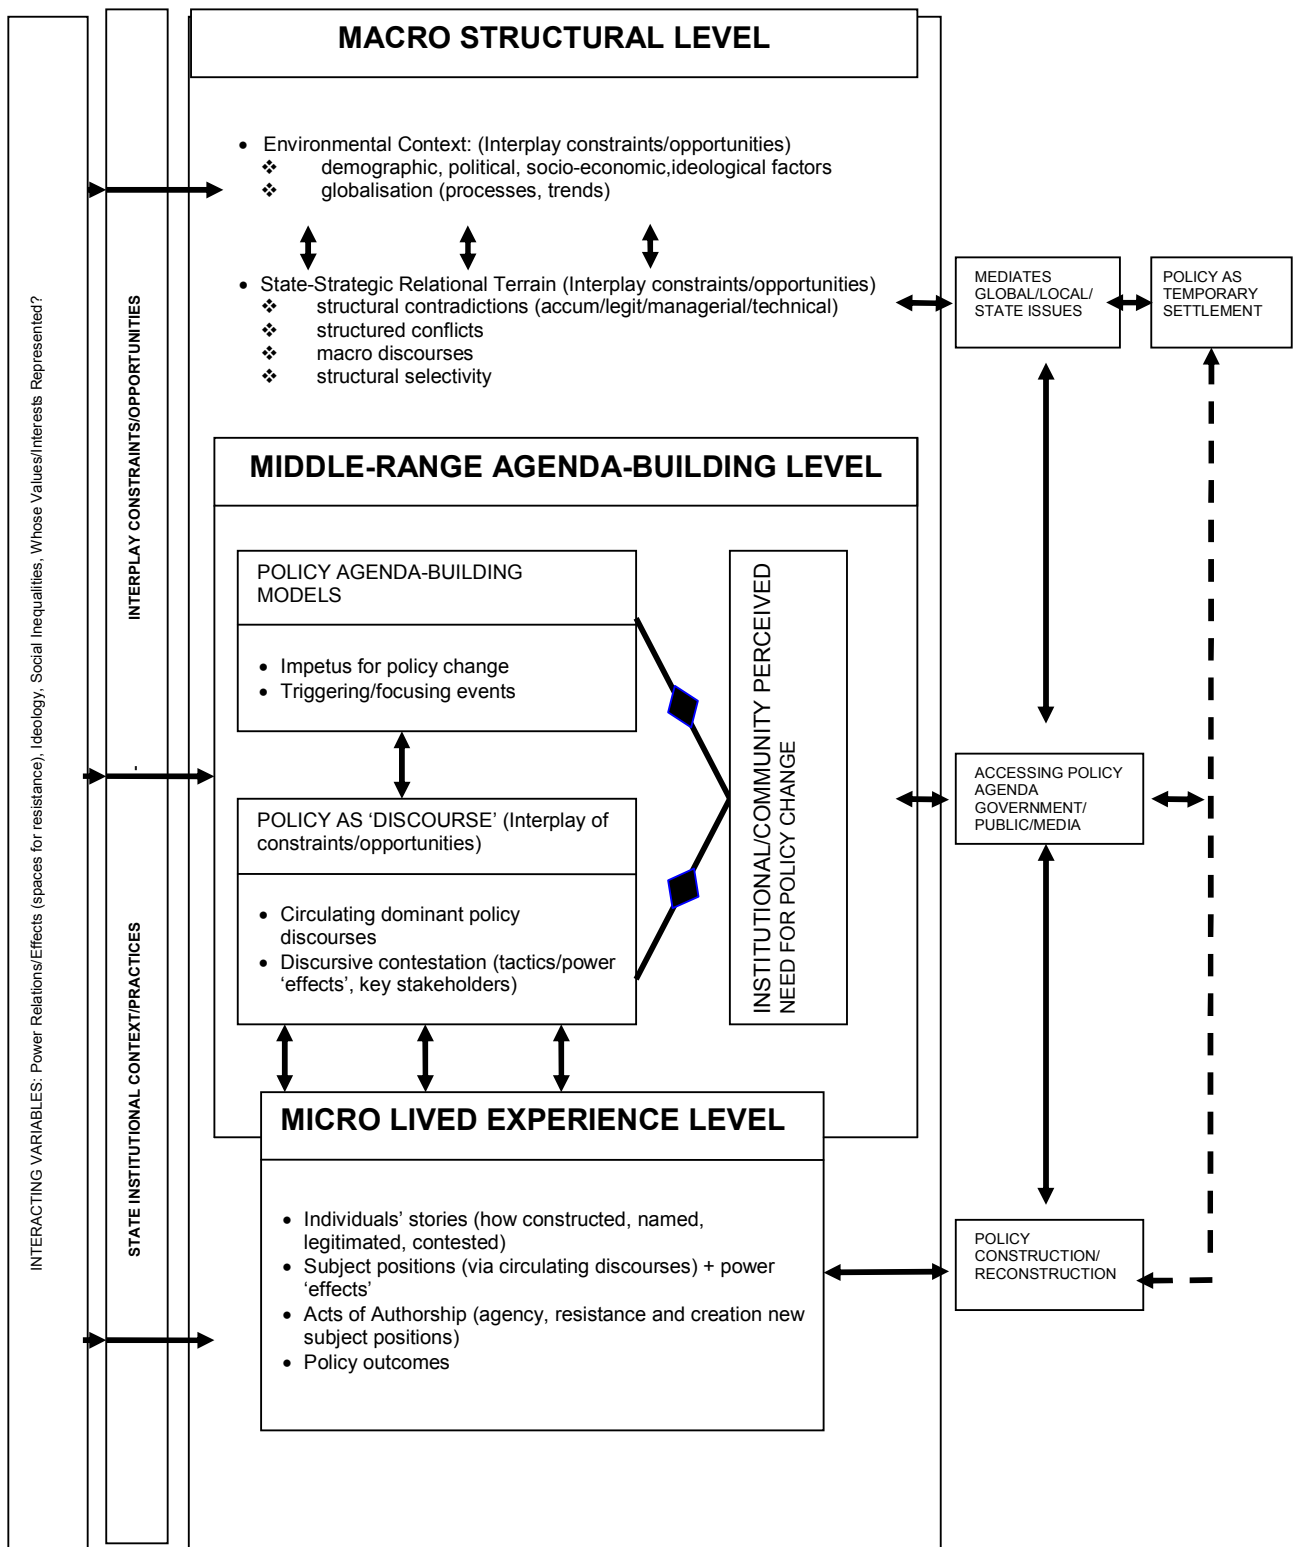 INTERACTING VARIABLES: Power Relations/Effects (spaces for resistance), Ideology, Social Inequalities, Whose Values/Interests Represented?
STATE INSTITUTIONAL CONTEXT/PRACTICES - INTERPLAY CONSTRAINTS/OPPORTUNITIES
MACRO STRUCTURAL LEVEL
• Environmental Context: (Interplay constraints/opportunities)
❖ demographic, political, socio-economic,ideological factors
❖ globalisation (processes, trends)
• State-Strategic Relational Terrain (Interplay constraints/opportunities)
❖ structural contradictions (accum/legit/managerial/technical)
❖ structured conflicts
❖ macro discourses
❖ structural selectivity
MEDIATES
GLOBAL/LOCAL/
STATE ISSUES
POLICY AS
TEMPORARY
SETTLEMENT
MIDDLE-RANGE AGENDA-BUILDING LEVEL
POLICY AGENDA-BUILDING
MODELS
• Impetus for policy change
• Triggering/focusing events
POLICY AS ‘DISCOURSE’ (Interplay of
constraints/opportunities)
• Circulating dominant policy
discourses
• Discursive contestation (tactics/power
‘effects’, key stakeholders)
INSTITUTIONAL/COMMUNITY PERCEIVED
NEED FOR POLICY CHANGE
ACCESSING POLICY
AGENDA
GOVERNMENT/
PUBLIC/MEDIA
MICRO LIVED EXPERIENCE LEVEL
• Individuals’ stories (how constructed, named,
legitimated, contested)
• Subject positions (via circulating discourses) + power
‘effects’
• Acts of Authorship (agency, resistance and creation new
subject positions)
• Policy outcomes
POLICY
CONSTRUCTION/
RECONSTRUCTION